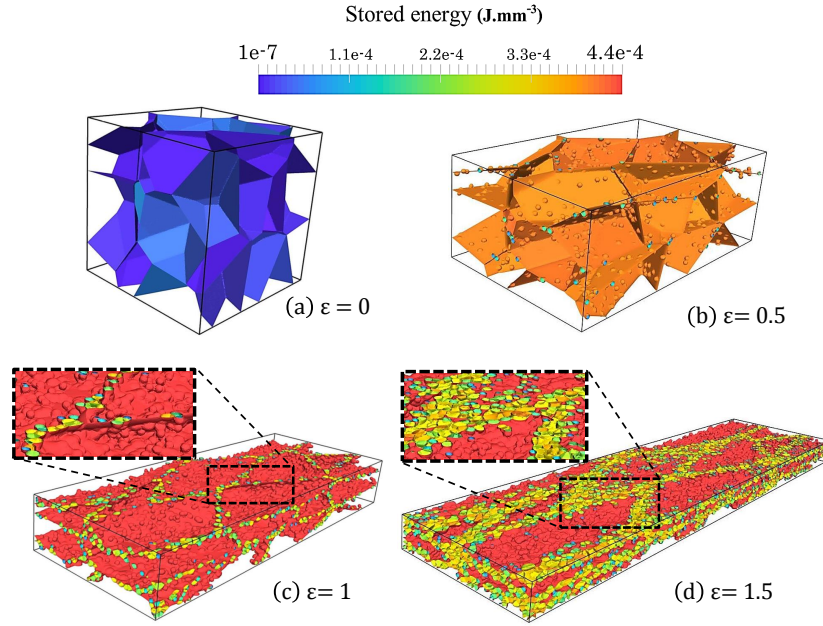 Stored energy (J.mm⁻³)
1e-7 1.1e-4 2.2e-4 3.3e-4 4.4e-4
(a) ε = 0
(b) ε= 0.5
(c) ε= 1
(d) ε= 1.5